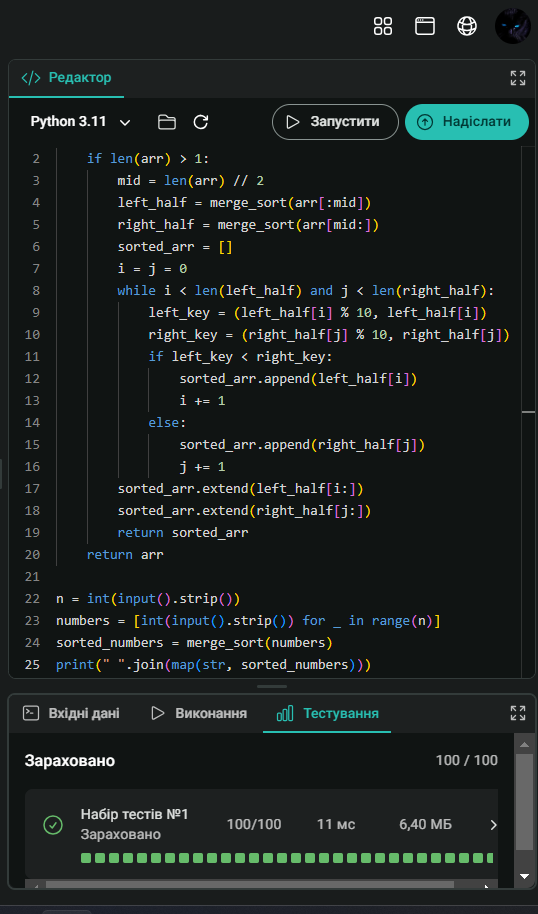 </> Редактор
Python 3.11
Запустити
Надіслати
2 if len(arr) > 1:
3 mid = len(arr) // 2
4 left_half = merge_sort(arr[:mid])
5 right_half = merge_sort(arr[mid:])
6 sorted_arr = []
7 i = j = 0
8 while i < len(left_half) and j < len(right_half):
9 left_key = (left_half[i] % 10, left_half[i])
10 right_key = (right_half[j] % 10, right_half[j])
11 if left_key < right_key:
12 sorted_arr.append(left_half[i])
13 i += 1
14 else:
15 sorted_arr.append(right_half[j])
16 j += 1
17 sorted_arr.extend(left_half[i:])
18 sorted_arr.extend(right_half[j:])
19 return sorted_arr
20 return arr
21
22 n = int(input().strip())
23 numbers = [int(input().strip()) for _ in range(n)]
24 sorted_numbers = merge_sort(numbers)
25 print(" ".join(map(str, sorted_numbers)))
Вхідні дані
Виконання
Тестування
Зараховано 100 / 100
Набір тестів №1
Зараховано
100/100
11 мс
6,40 МБ